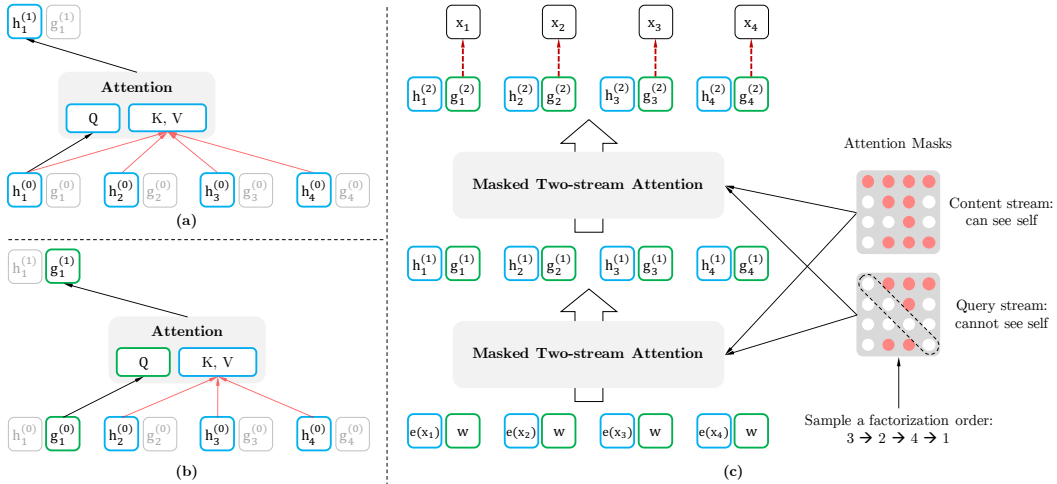 h₁⁽¹⁾ g₁⁽¹⁾
Attention
Q K, V
h₁⁽⁰⁾ g₁⁽⁰⁾ h₂⁽⁰⁾ g₂⁽⁰⁾ h₃⁽⁰⁾ g₃⁽⁰⁾ h₄⁽⁰⁾ g₄⁽⁰⁾
(a)
h₁⁽¹⁾ g₁⁽¹⁾
Attention
Q K, V
h₁⁽⁰⁾ g₁⁽⁰⁾ h₂⁽⁰⁾ g₂⁽⁰⁾ h₃⁽⁰⁾ g₃⁽⁰⁾ h₄⁽⁰⁾ g₄⁽⁰⁾
(b)
x₁ x₂ x₃ x₄
h₁⁽²⁾ g₁⁽²⁾ h₂⁽²⁾ g₂⁽²⁾ h₃⁽²⁾ g₃⁽²⁾ h₄⁽²⁾ g₄⁽²⁾
Masked Two-stream Attention
h₁⁽¹⁾ g₁⁽¹⁾ h₂⁽¹⁾ g₂⁽¹⁾ h₃⁽¹⁾ g₃⁽¹⁾ h₄⁽¹⁾ g₄⁽¹⁾
Masked Two-stream Attention
e(x₁) w e(x₂) w e(x₃) w e(x₄) w
(c)
Attention Masks
Content stream:
can see self
Query stream:
cannot see self
Sample a factorization order:
3 → 2 → 4 → 1